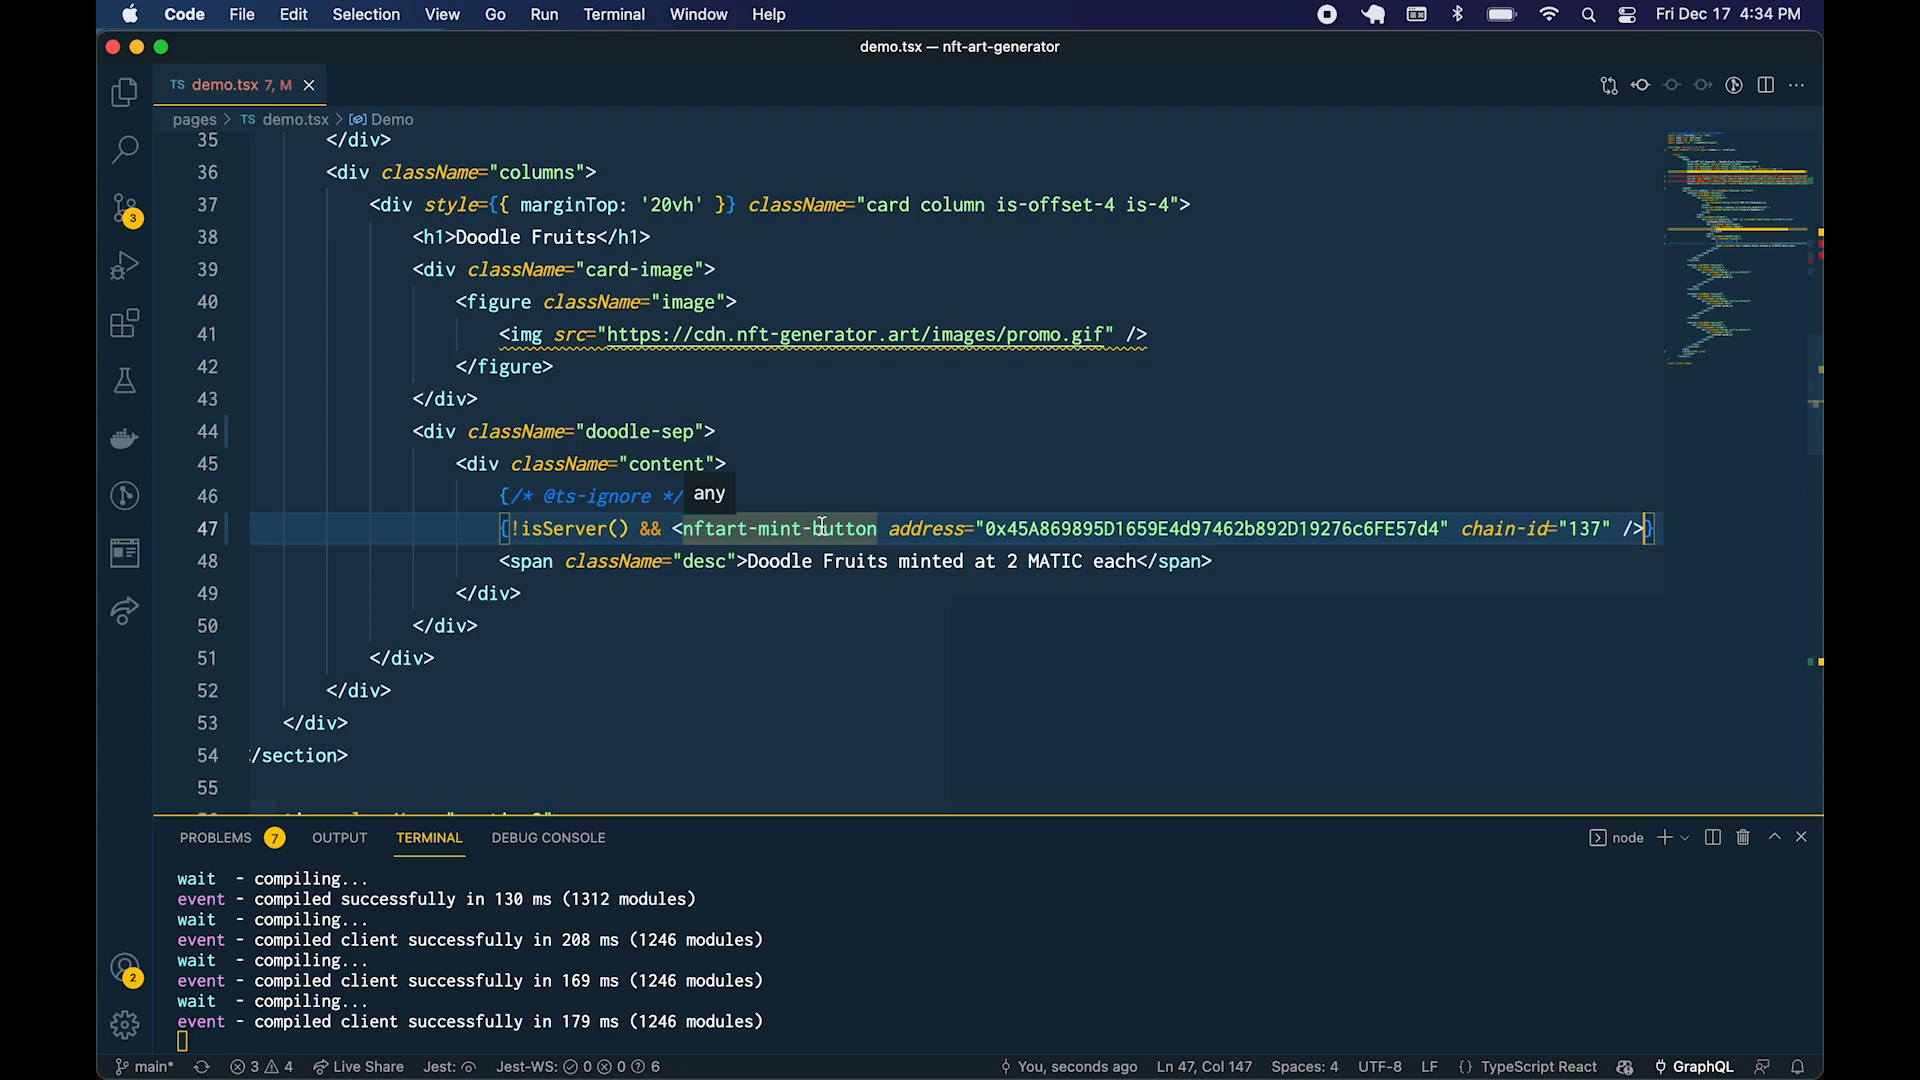 Code File Edit Selection View Go Run Terminal Window Help Fri Dec 17 4:34 PM
demo.tsx — nft-art-generator
TS demo.tsx 7, M
pages > TS demo.tsx > Demo
35 </div>
36 <div className="columns">
37 <div style={{ marginTop: '20vh' }} className="card column is-offset-4 is-4">
38 <h1>Doodle Fruits</h1>
39 <div className="card-image">
40 <figure className="image">
41 <img src="https://cdn.nft-generator.art/images/promo.gif" />
42 </figure>
43 </div>
44 <div className="doodle-sep">
45 <div className="content">
46 {/* @ts-ignore */ any
47 {!isServer() && <nftart-mint-button address="0x45A869895D1659E4d97462b892D19276c6FE57d4" chain-id="137" />}
48 <span className="desc">Doodle Fruits minted at 2 MATIC each</span>
49 </div>
50 </div>
51 </div>
52 </div>
53 </div>
54 /section>
55
PROBLEMS 7 OUTPUT TERMINAL DEBUG CONSOLE node
wait - compiling...
event - compiled successfully in 130 ms (1312 modules)
wait - compiling...
event - compiled client successfully in 208 ms (1246 modules)
wait - compiling...
event - compiled client successfully in 169 ms (1246 modules)
wait - compiling...
event - compiled client successfully in 179 ms (1246 modules)
3
2
main* 3 4 Live Share Jest: Jest-WS: 0 0 6 You, seconds ago Ln 47, Col 147 Spaces: 4 UTF-8 LF {} TypeScript React GraphQL